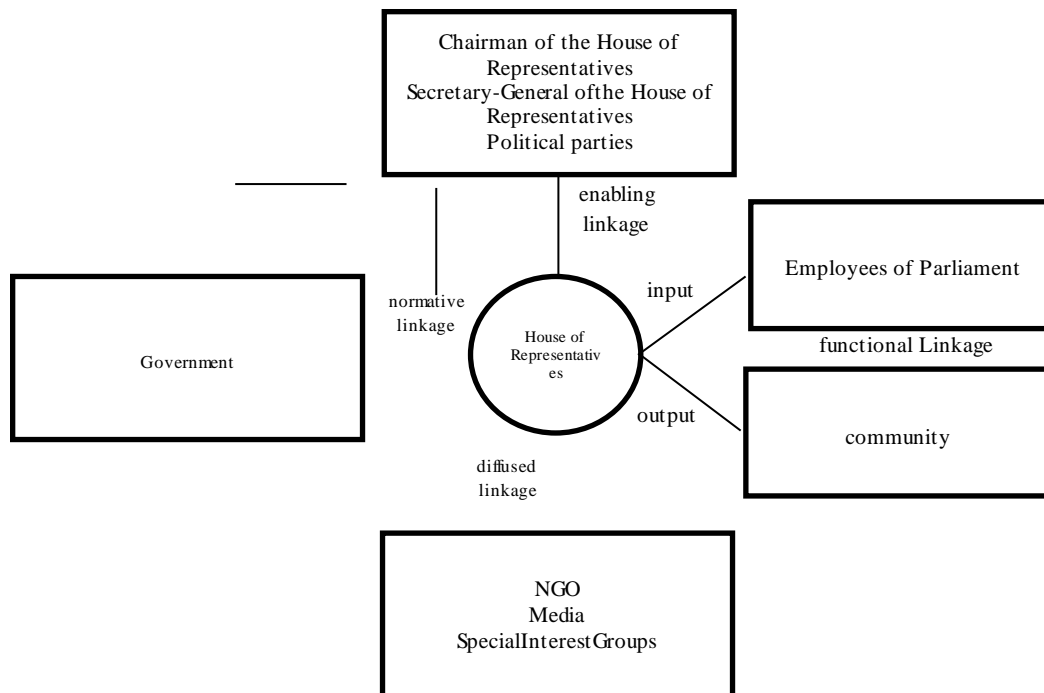 Chairman of the House of
Representatives
Secretary-General ofthe House of
Representatives
Political parties
enabling
linkage
Employees of Parliament
input
normative
linkage
House of
Representativ
es
Government
functional Linkage
output
community
diffused
linkage
NGO
Media
SpecialInterestGroups